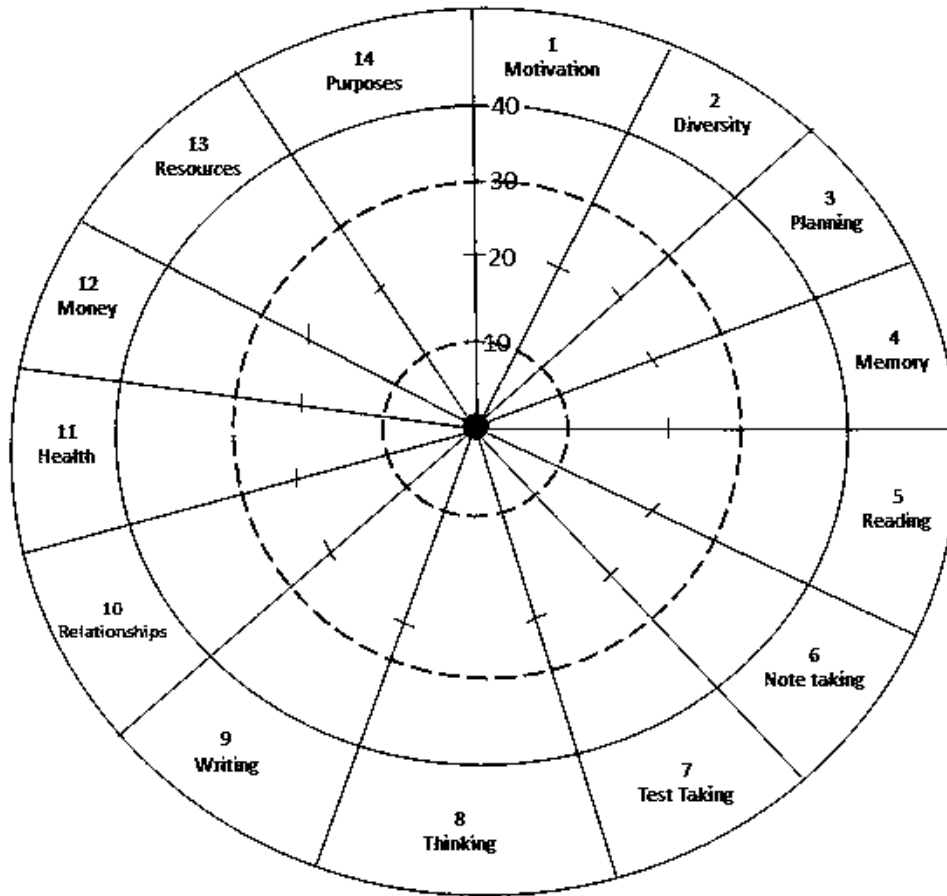 1
Motivation
2
Diversity
3
Planning
4
Memory
5
Reading
6
Note taking
7
Test Taking
8
Thinking
9
Writing
10
Relationships
11
Health
12
Money
13
Resources
14
Purposes
40
30
20
10